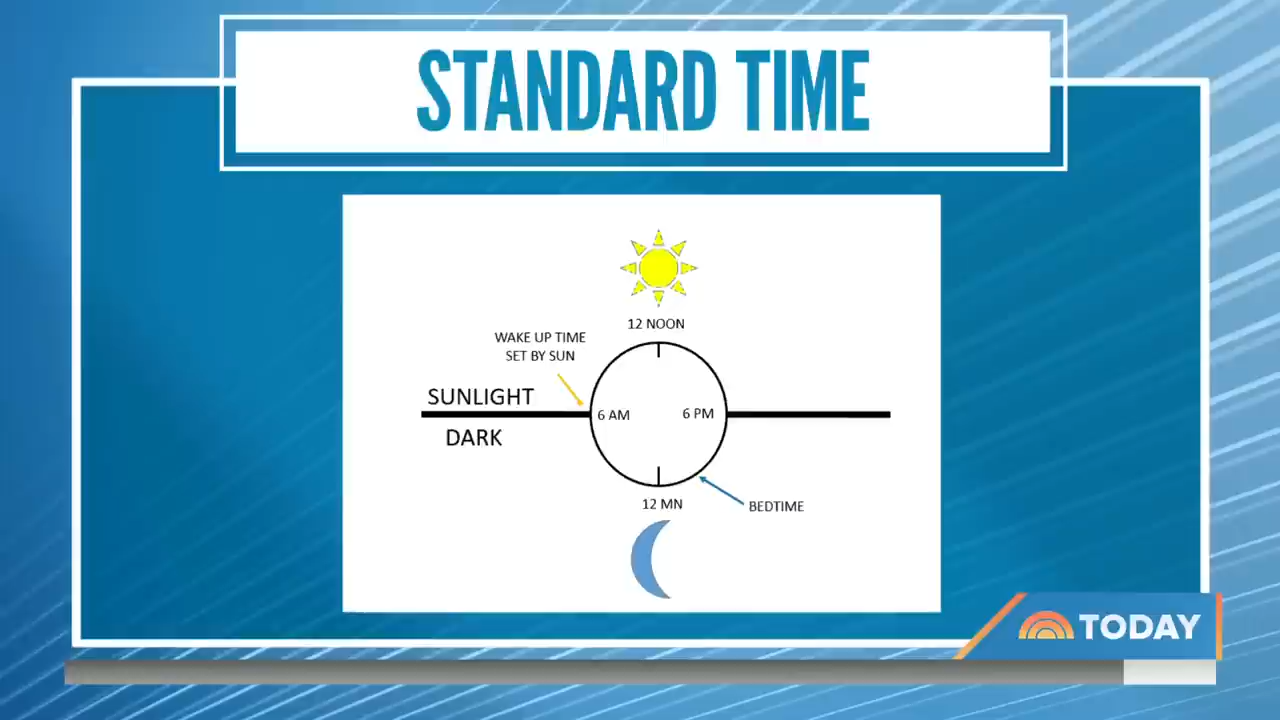 STANDARD TIME
12 NOON
WAKE UP TIME
SET BY SUN
SUNLIGHT
6 AM
6 PM
DARK
12 MN
BEDTIME
TODAY